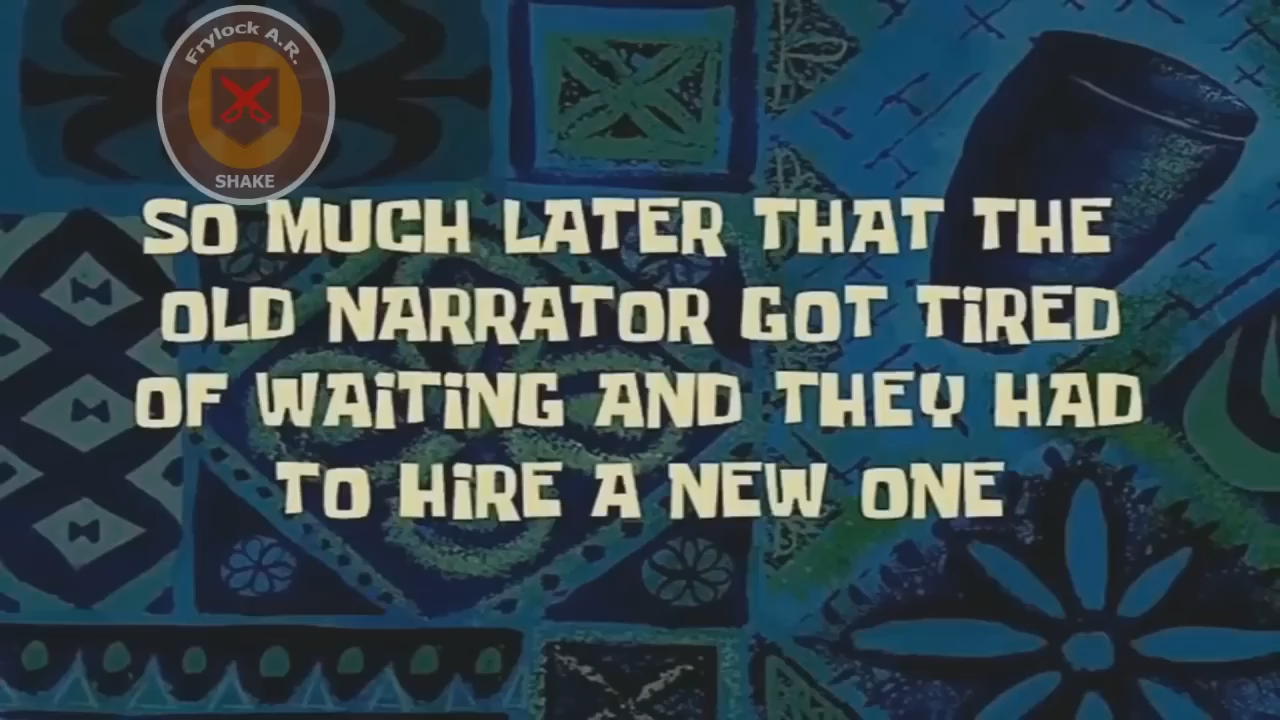 Frylock A.R.
SHAKE
SO MUCH LATER THAT THE
OLD NARRATOR GOT TiRED
OF WAiTiNG AND THEY HAD
TO HiRE A NEW ONE